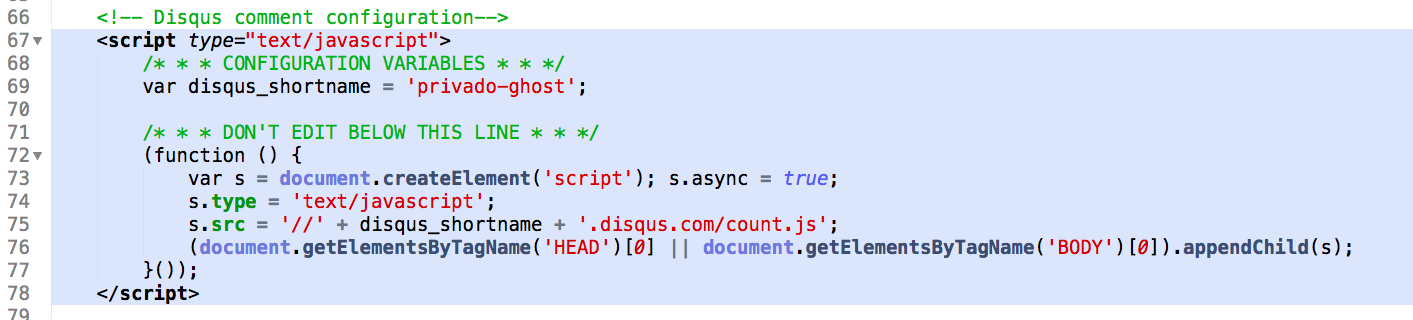 66 <!-- Disqus comment configuration-->
67 <script type="text/javascript">
68 /* * * CONFIGURATION VARIABLES * * */
69 var disqus_shortname = 'privado-ghost';
70
71 /* * * DON'T EDIT BELOW THIS LINE * * */
72 (function () {
73 var s = document.createElement('script'); s.async = true;
74 s.type = 'text/javascript';
75 s.src = '//' + disqus_shortname + '.disqus.com/count.js';
76 (document.getElementsByTagName('HEAD')[0] || document.getElementsByTagName('BODY')[0]).appendChild(s);
77 }());
78 </script>
79